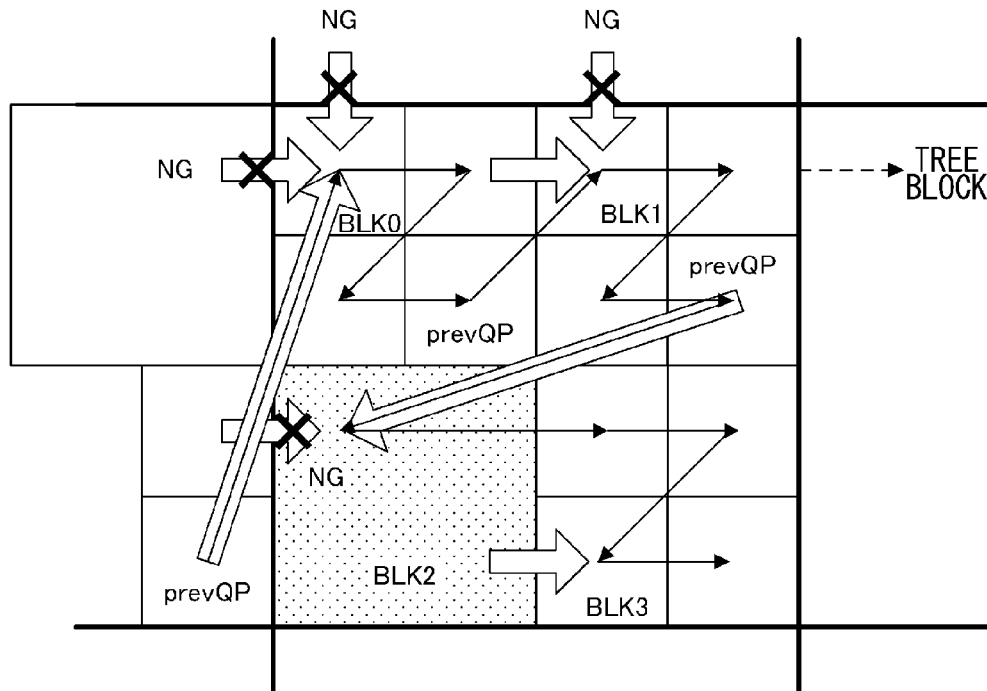 NG
NG
NG
TREE
BLOCK
BLK0
BLK1
prevQP
prevQP
NG
prevQP
BLK2
BLK3